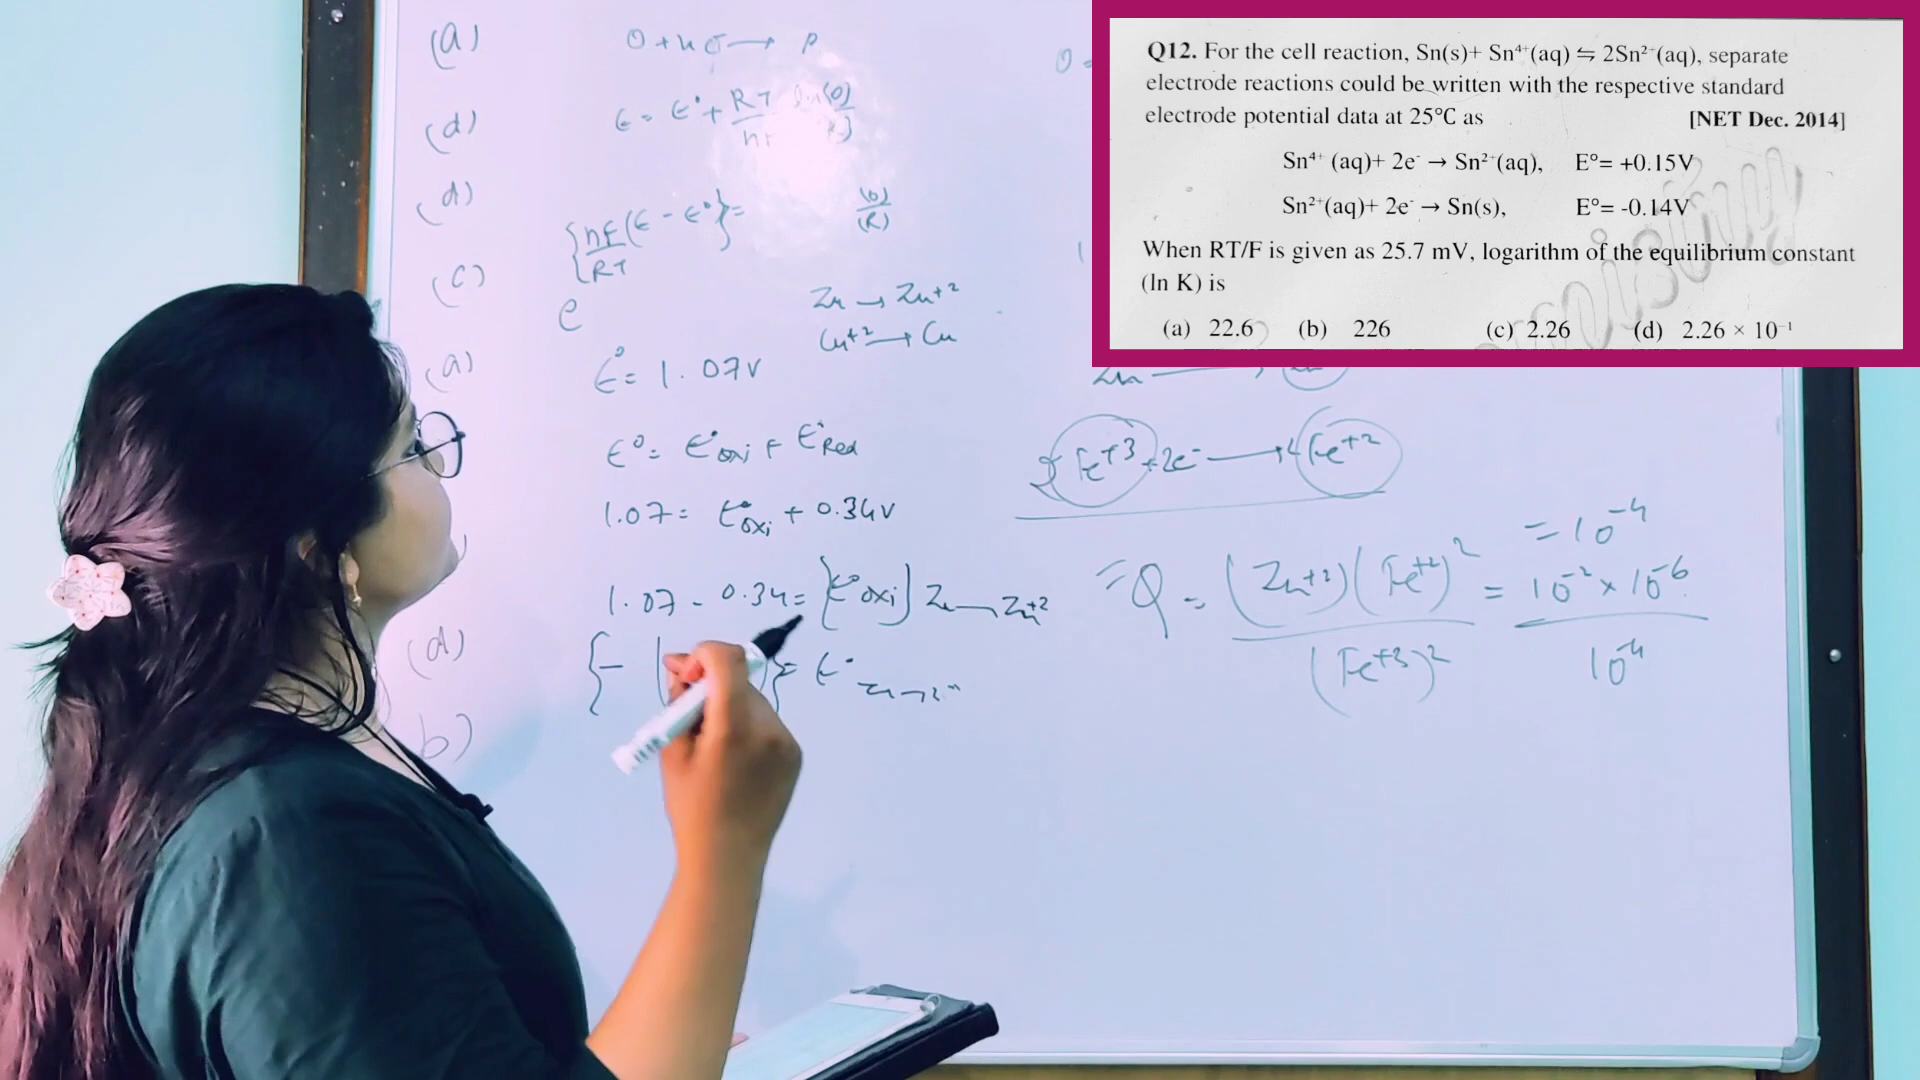 Q12. For the cell reaction, Sn(s)+ Sn⁴⁺(aq) ⇋ 2Sn²⁺(aq), separate
electrode reactions could be written with the respective standard
electrode potential data at 25°C as
[NET Dec. 2014]
Sn⁴⁺ (aq)+ 2e⁻ → Sn²⁺(aq), E°= +0.15V
Sn²⁺(aq)+ 2e⁻ → Sn(s), E°= -0.14V
When RT/F is given as 25.7 mV, logarithm of the equilibrium constant
(ln K) is
(a) 22.6 (b) 226 (c) 2.26 (d) 2.26 × 10⁻¹
(a)
(d)
(d)
(c)
(a)
(d)
b)
→ P
E = E° + RT
{nF/RT (E - E°)} = (O)/(R)
e
Zn → Zn⁺²
Cu⁺² → Cu
E° = 1.07V
E° = E°oxi + E°Red
1.07 = E°oxi + 0.34V
1.07 - 0.34 = [E°oxi] Zn → Zn⁺²
Zn →
Fe⁺³ + 2e⁻ → 2 Fe⁺²
= Q = (Zn⁺²)(Fe⁺²)² / (Fe⁺³)² = 10⁻² × 10⁻⁶ / 10⁻⁴
= 10⁻⁴